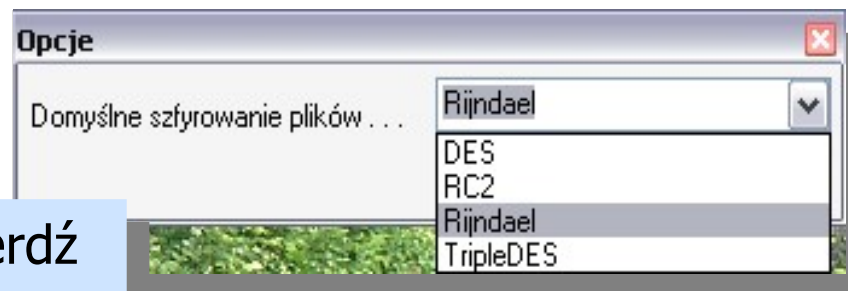 Opcje
Domyślne szfyrowanie plików . . .
Rijndael
DES
RC2
Rijndael
TripleDES
erdź